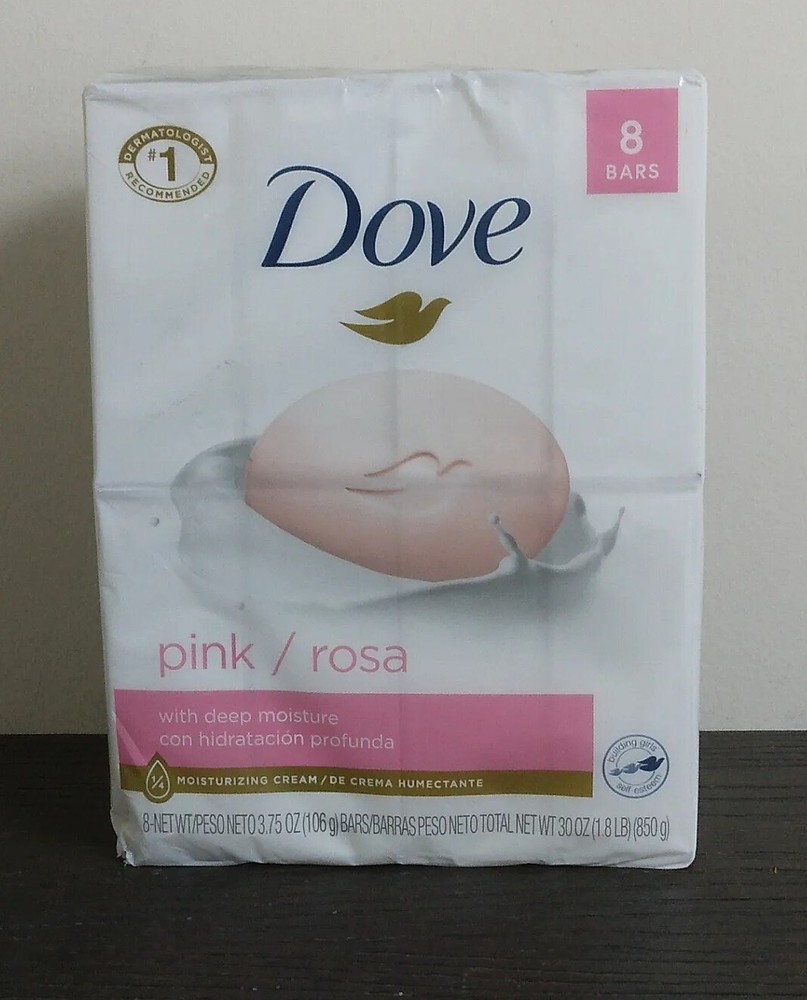 DERMATOLOGIST
#1
RECOMMENDED
8
BARS
Dove
pink / rosa
with deep moisture
con hidratación profunda
1/4 MOISTURIZING CREAM/DE CREMA HUMECTANTE
building girls'
self-esteem
8-NET WT/PESO NETO 3.75 OZ (106 g) BARS/BARRAS PESO NETO TOTAL NET WT 30 OZ (1.8 LB) (850 g)